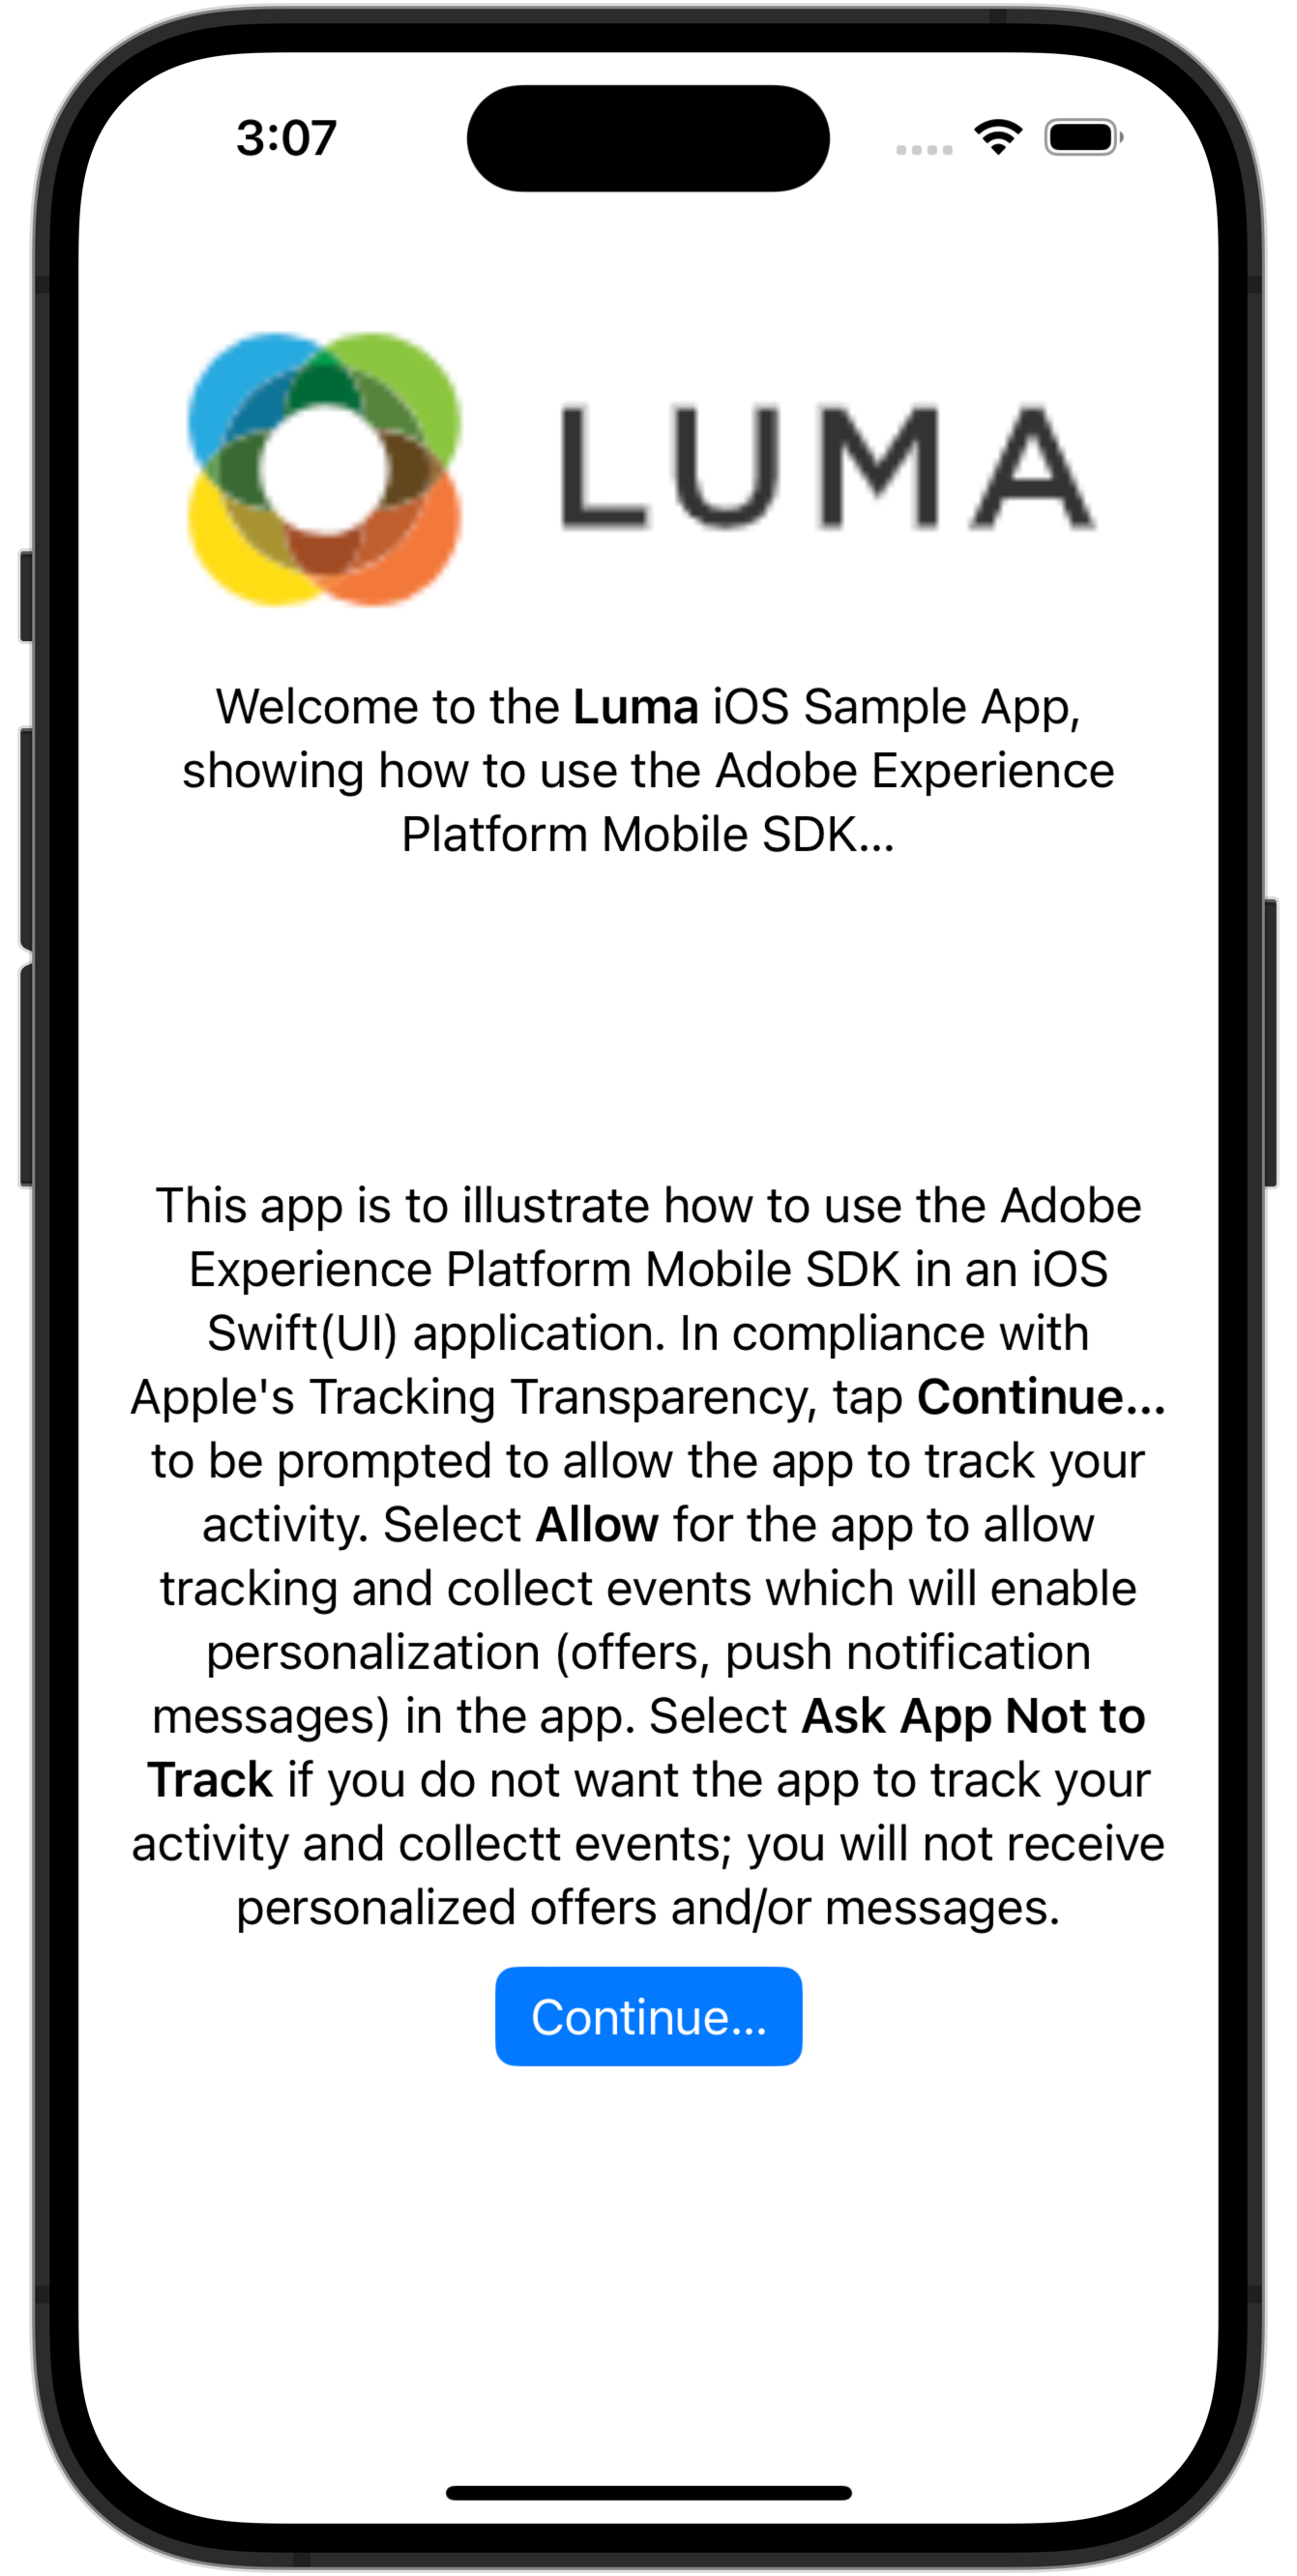 3:07
LUMA
Welcome to the Luma iOS Sample App,
showing how to use the Adobe Experience
Platform Mobile SDK...
This app is to illustrate how to use the Adobe
Experience Platform Mobile SDK in an iOS
Swift(UI) application. In compliance with
Apple's Tracking Transparency, tap Continue...
to be prompted to allow the app to track your
activity. Select Allow for the app to allow
tracking and collect events which will enable
personalization (offers, push notification
messages) in the app. Select Ask App Not to
Track if you do not want the app to track your
activity and collectt events; you will not receive
personalized offers and/or messages.
Continue...